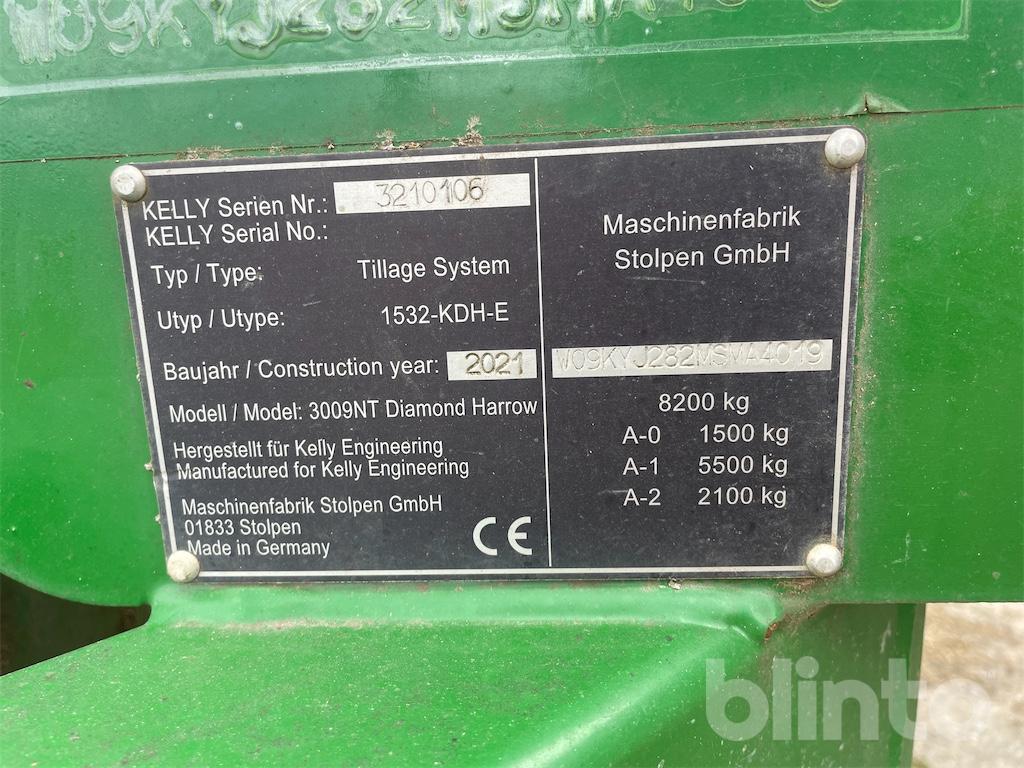 KELLY Serien Nr.: 3210106
KELLY Serial No.:
Typ / Type: Tillage System
Utyp / Utype: 1532-KDH-E
Baujahr / Construction year: 2021
Modell / Model: 3009NT Diamond Harrow
Hergestellt für Kelly Engineering
Manufactured for Kelly Engineering
Maschinenfabrik Stolpen GmbH
01833 Stolpen
Made in Germany
CE
Maschinenfabrik
Stolpen GmbH
W09KYJ282MSMA4019
8200 kg
A-0 1500 kg
A-1 5500 kg
A-2 2100 kg
blinto